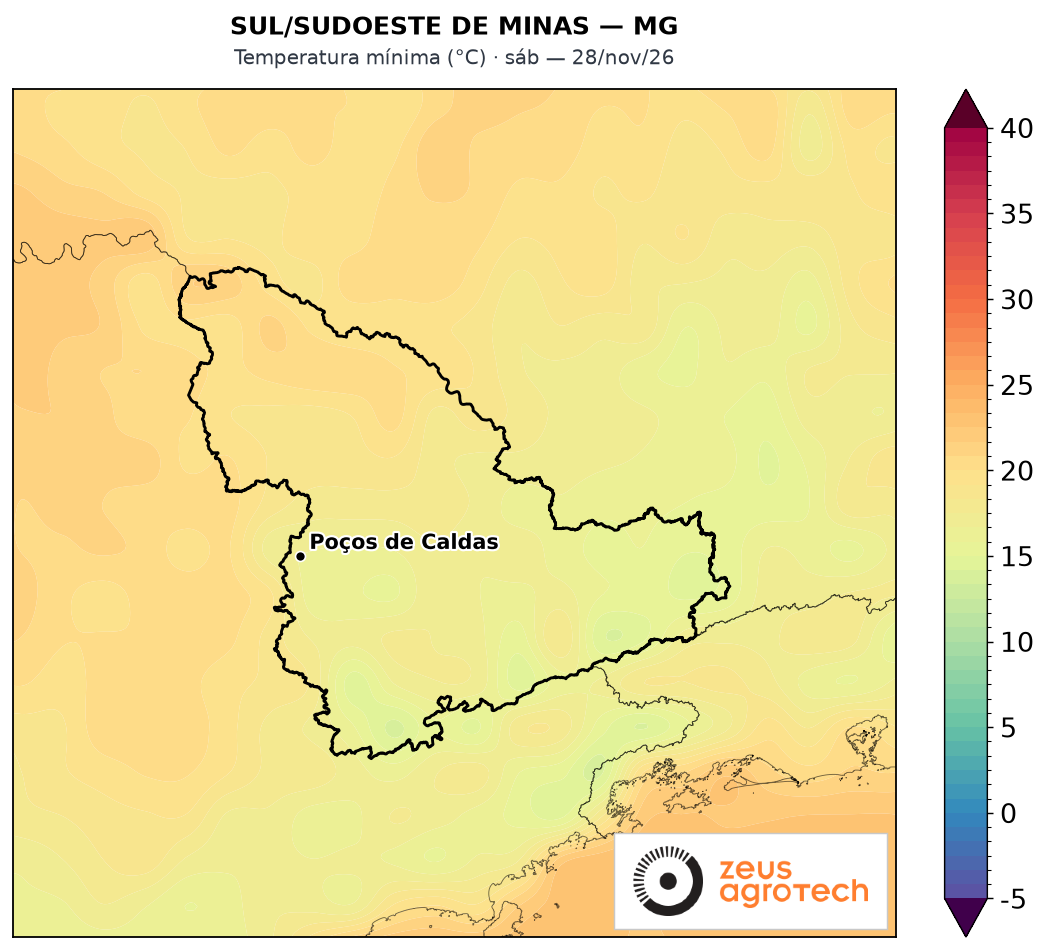 SUL/SUDOESTE DE MINAS — MG
Temperatura mínima (°C) · sáb — 28/nov/26
40
35
30
25
20
15
10
5
0
-5
Poços de Caldas
zeus
agrotech